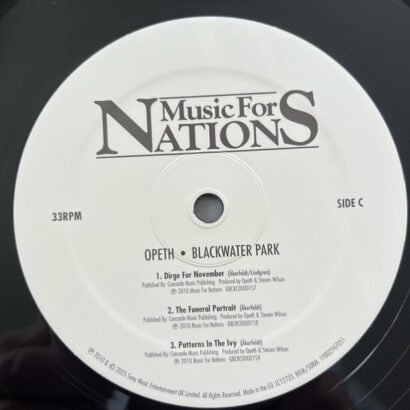 Music For
NATIONS
33RPM
SIDE C
OPETH • BLACKWATER PARK
1. Dirge For November (Åkerfeldt/Lindgren)
Published By: Concorde Music Publishing Produced by Opeth & Steven Wilson
℗ 2010 Music For Nations GBCKC0000157
2. The Funeral Portrait (Åkerfeldt)
Published By: Concorde Music Publishing Produced by Opeth & Steven Wilson
℗ 2010 Music For Nations GBCKC0000158
3. Patterns In The Ivy (Åkerfeldt)
Published By: Concorde Music Publishing Produced by Opeth & Steven Wilson
℗ 2010 Music For Nations GBCKC0000159
℗ 2010 & © 2025 Sony Music Entertainment UK Limited. All Rights Reserved. Made in the EU. LC12723. BIEM/SDRM.